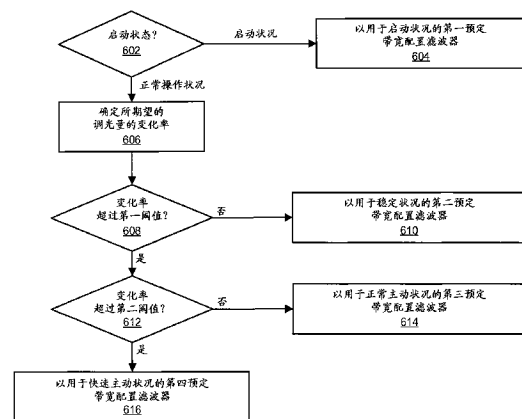 启动状态?
602
启动状况
以用于启动状况的第一预定
带宽配置滤波器
604
正常操作状况
确定所期望的
调光量的变化率
606
变化率
超过第一阈值?
608
否
以用于稳定状况的第二预定
带宽配置滤波器
610
是
变化率
超过第二阈值?
612
否
以用于正常主动状况的第三预定
带宽配置滤波器
614
是
以用于快速主动状况的第四预定
带宽配置滤波器
616